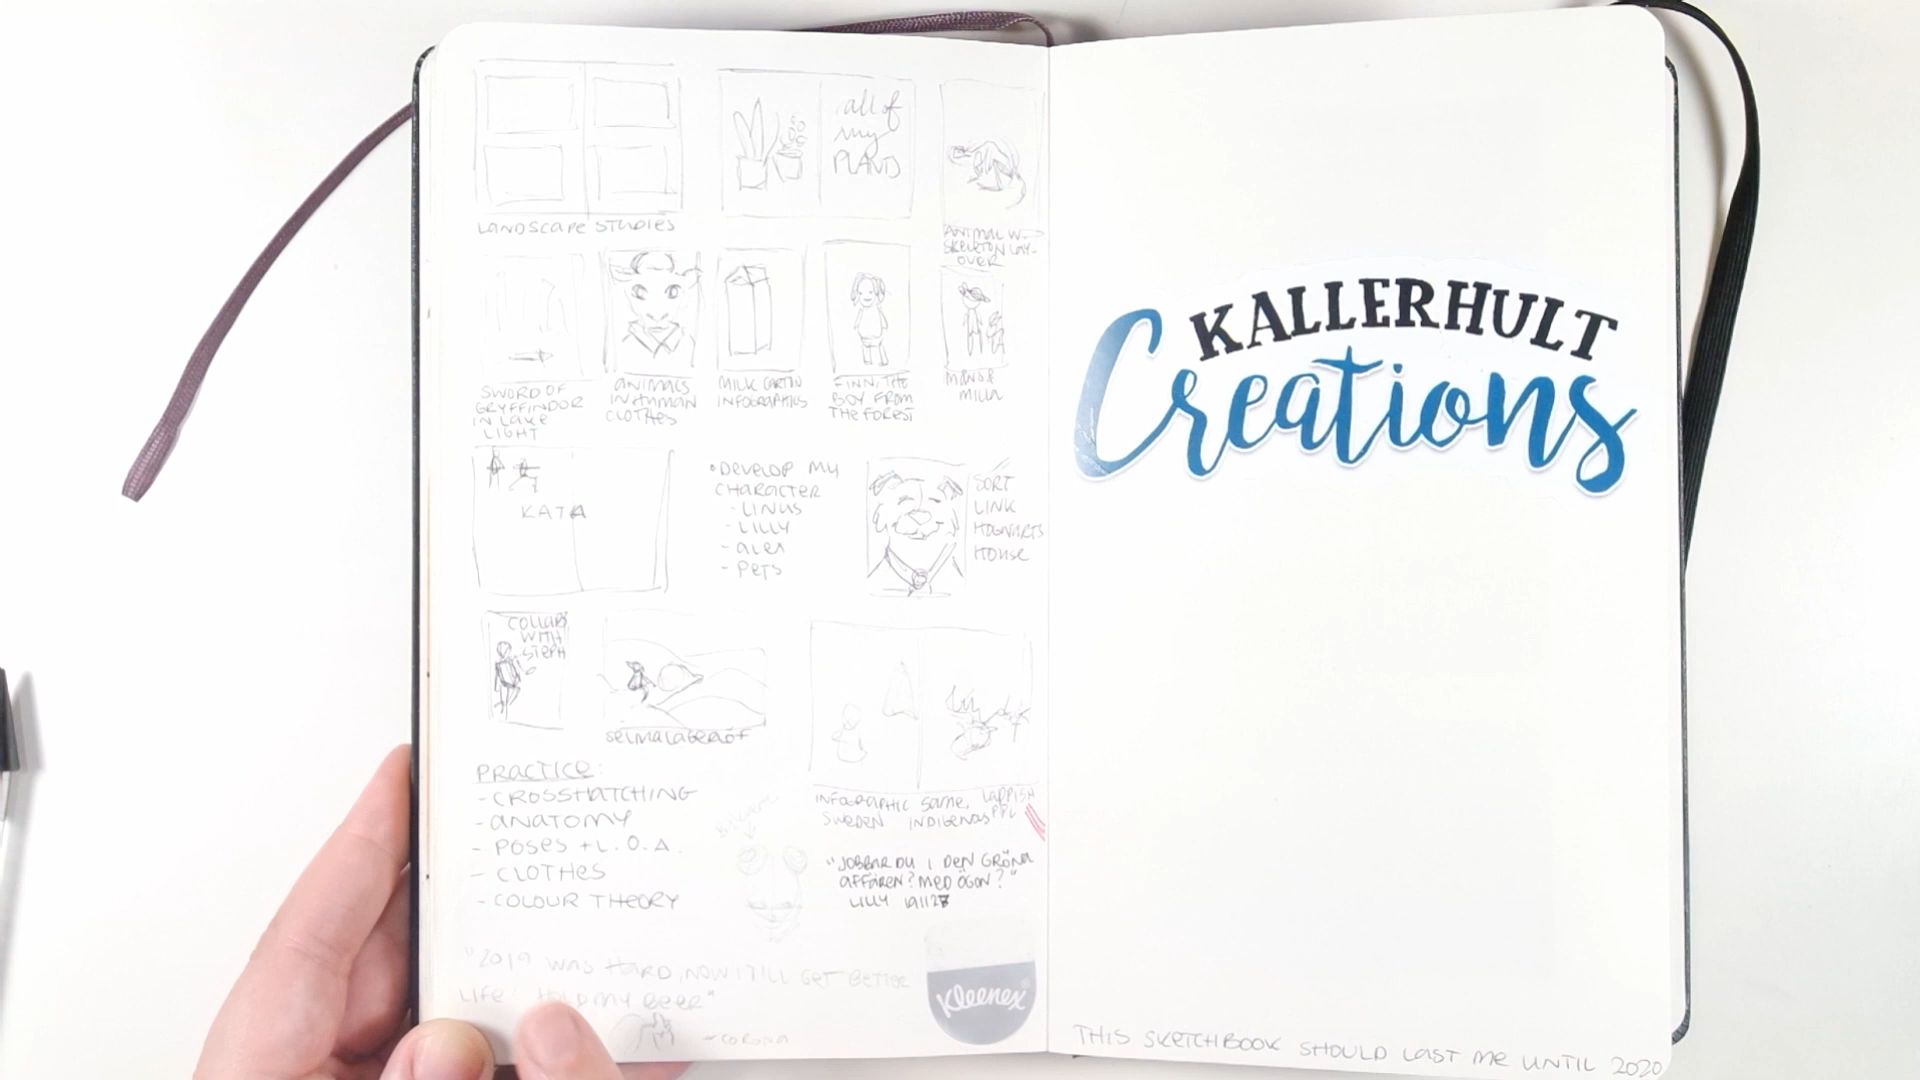 all of
my
PLANTS
LANDSCAPE STUDIES
ANIMAL W.
SKELETON LAY-
OVER
SWORD OF
GRYFFINDOR
IN LAKE
LIGHT
ANIMALS
IN HUMAN
CLOTHES
MILK CARTON
INFOGRAPHICS
FINN, THE
BOY FROM
THE FOREST
MÅNS &
MILLA
KATA
•DEVELOP MY
CHARACTER
- LINUS
- LILLY
- ALEX
- PETS
SORT
LINK
HOGWARTS
HOUSE
COLLAB
WITH
STEPH
SELMA LAGERLÖF
INFOGRAPHIC SAME, LAPPISH
SWEDEN INDIGENOUS PPL
PRACTICE:
- CROSSHATCHING
- ANATOMY
- POSES + L.O.A.
- CLOTHES
- COLOUR THEORY
"JOBBAR DU I DEN GRÖNA
AFFÄREN? MED ÖGON?"
LILLY 191127
"2019 WAS HARD, NOW IT'LL GET BETTER
LIFE: HOLD MY BEER"
~CORONA
Kleenex®
KALLERHULT
Creations
THIS SKETCHBOOK SHOULD LAST ME UNTIL 2020